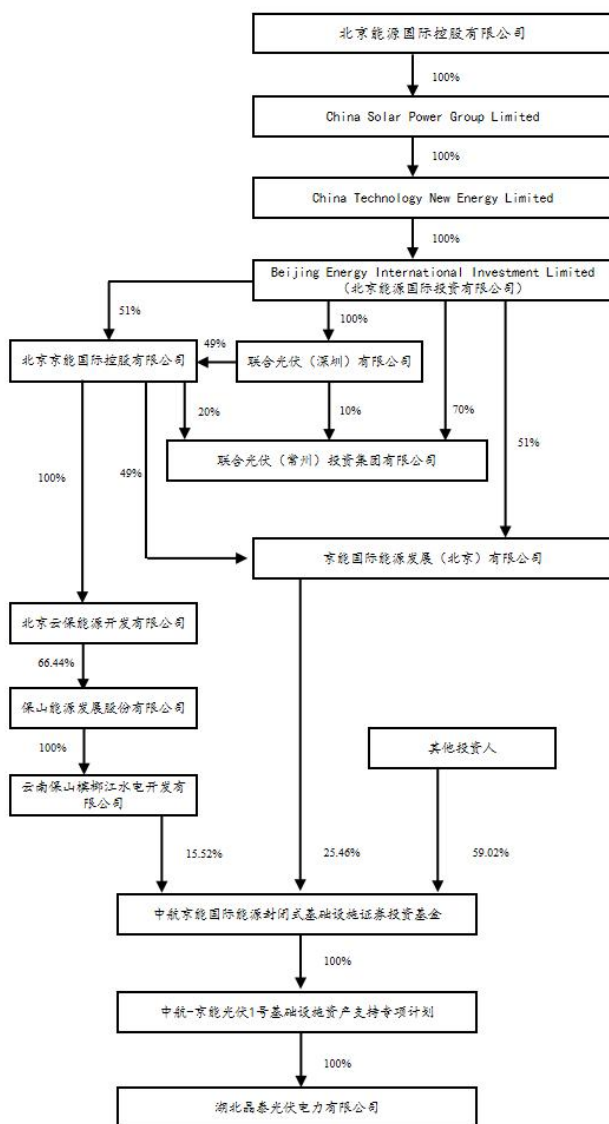 北京能源国际控股有限公司
100%
China Solar Power Group Limited
100%
China Technology New Energy Limited
100%
Beijing Energy International Investment Limited
（北京能源国际投资有限公司）
51%
100%
49%
北京京能国际控股有限公司
联合光伏（深圳）有限公司
20%
10%
70%
51%
联合光伏（常州）投资集团有限公司
100%
49%
京能国际能源发展（北京）有限公司
北京云保能源开发有限公司
66.44%
保山能源发展股份有限公司
100%
其他投资人
云南保山槟榔江水电开发有
限公司
15.52%
25.46%
59.02%
中航京能国际能源封闭式基础设施证券投资基金
100%
中航-京能光伏1号基础设施资产支持专项计划
100%
湖北晶泰光伏电力有限公司